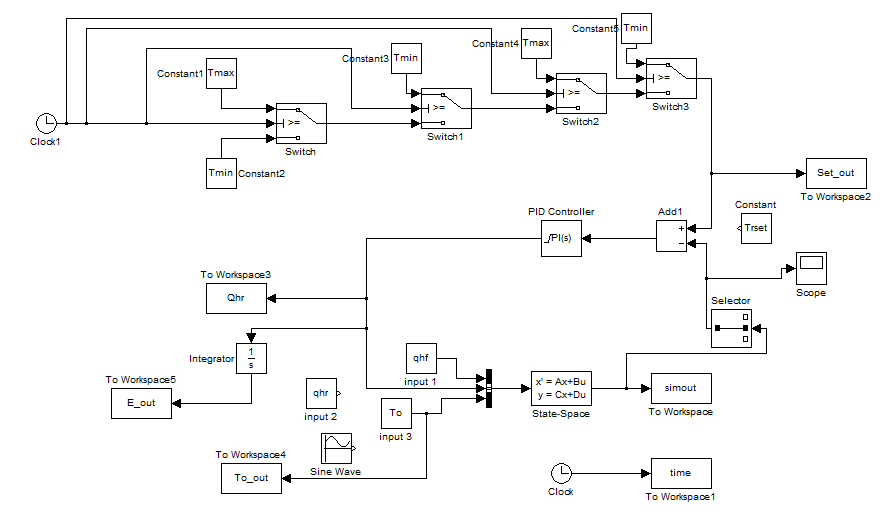 Constant5
Tmin
Constant4
Tmax
Constant3
Tmin
Constant1
Tmax
>=
Switch3
>=
Switch2
>=
Switch1
>=
Switch
Clock1
Tmin
Constant2
Set_out
To Workspace2
Constant
Trset
PID Controller
PI(s)
Add1
+
−
Scope
Selector
To Workspace3
Qhr
Integrator
1
s
To Workspace5
E_out
qhf
input 1
qhr
input 2
To
input 3
x' = Ax+Bu
y = Cx+Du
State-Space
simout
To Workspace
Sine Wave
To Workspace4
To_out
Clock
time
To Workspace1